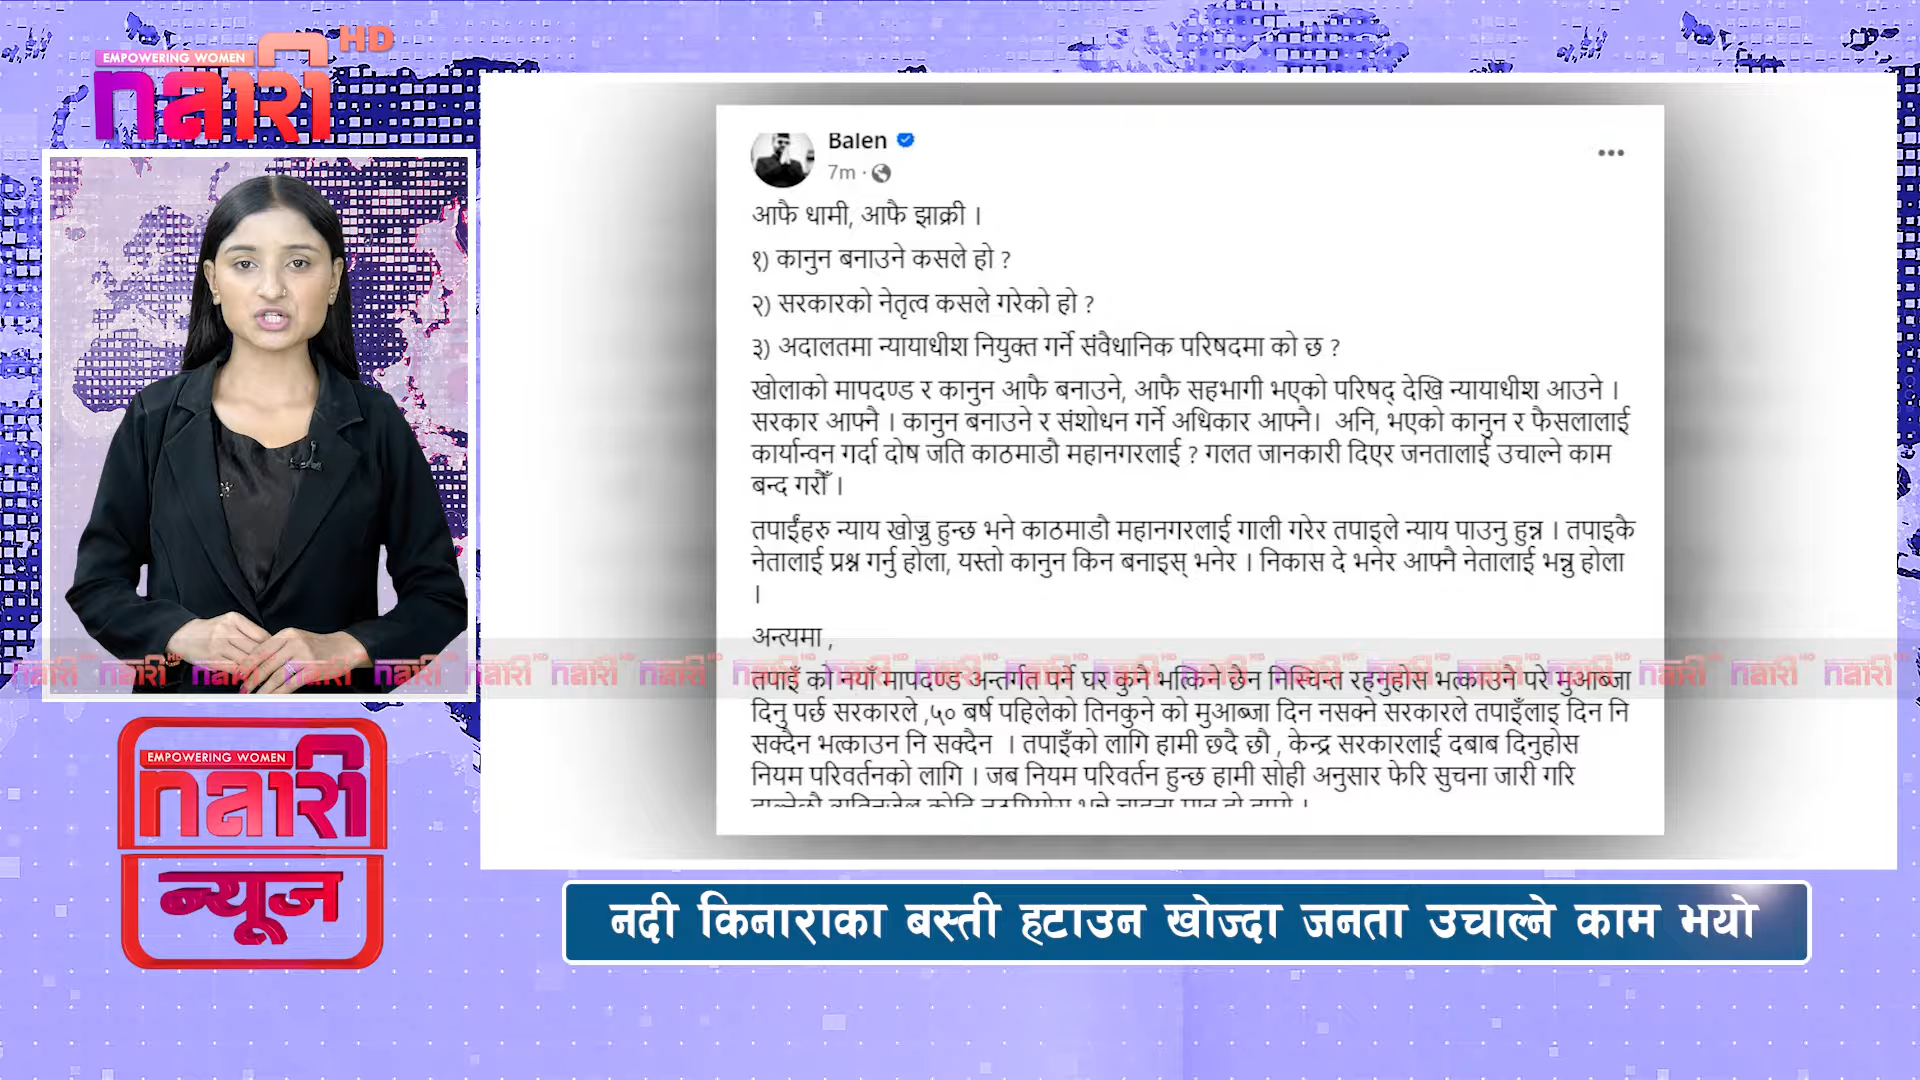 EMPOWERING WOMEN
नारी HD
Balen
7m ·
आफै धामी, आफै झाक्री ।
१) कानुन बनाउने कसले हो ?
२) सरकारको नेतृत्व कसले गरेको हो ?
३) अदालतमा न्यायाधीश नियुक्त गर्ने संवैधानिक परिषदमा को छ ?
खोलाको मापदण्ड र कानुन आफै बनाउने, आफै सहभागी भएको परिषद् देखि न्यायाधीश आउने ।
सरकार आफ्नै । कानुन बनाउने र संशोधन गर्ने अधिकार आफ्नै। अनि, भएको कानुन र फैसलालाई
कार्यान्वन गर्दा दोष जति काठमाडौ महानगरलाई ? गलत जानकारी दिएर जनतालाई उचाल्ने काम
बन्द गरौँ ।
तपाईंहरु न्याय खोज्नु हुन्छ भने काठमाडौ महानगरलाई गाली गरेर तपाइले न्याय पाउनु हुन्न । तपाइकै
नेतालाई प्रश्न गर्नु होला, यस्तो कानुन किन बनाइस् भनेर । निकास दे भनेर आफ्नै नेतालाई भन्नु होला
।
अन्त्यमा ,
तपाइँ को नयाँ मापदण्ड अन्तर्गत पर्ने घर कुनै भत्किने छैन निस्चिन्त रहनुहोस भत्काउनै परे मुआब्जा
दिनु पर्छ सरकारले ,५० बर्ष पहिलेको तिनकुने को मुआब्जा दिन नसक्ने सरकारले तपाइँलाइ दिन नि
सक्दैन भत्काउन नि सक्दैन । तपाइँको लागि हामी छदै छौ , केन्द्र सरकारलाई दबाब दिनुहोस
नियम परिवर्तनको लागि । जब नियम परिवर्तन हुन्छ हामी सोही अनुसार फेरि सुचना जारी गरि
EMPOWERING WOMEN
नारी
न्यूज
नदी किनाराका बस्ती हटाउन खोज्दा जनता उचाल्ने काम भयो